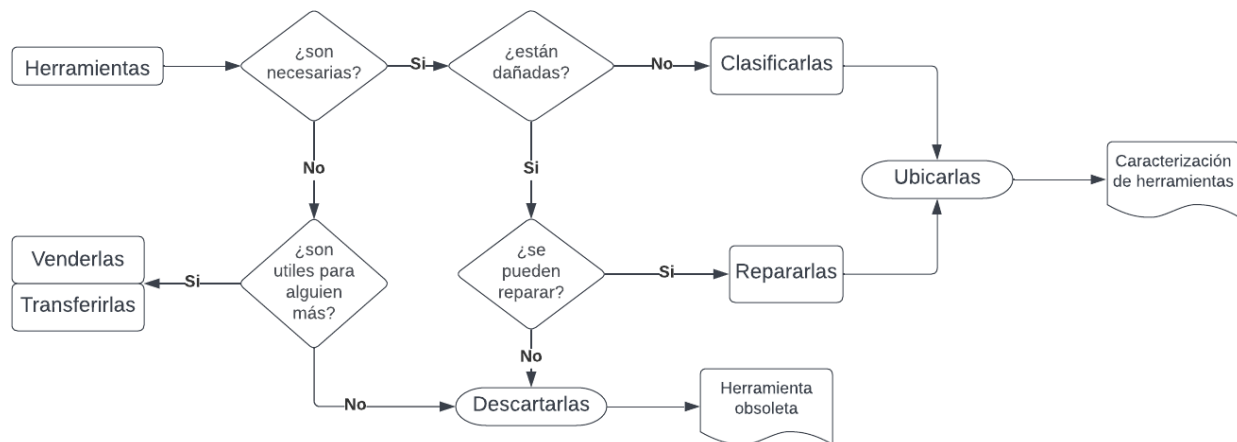 Herramientas
¿son
necesarias?
Si
¿están
dañadas?
No
Clasificarlas
Ubicarlas
Caracterización
de herramientas
No
Si
Venderlas
Transferirlas
Si
¿son
utiles para
alguien
más?
¿se
pueden
reparar?
Si
Repararlas
No
No
Descartarlas
Herramienta
obsoleta